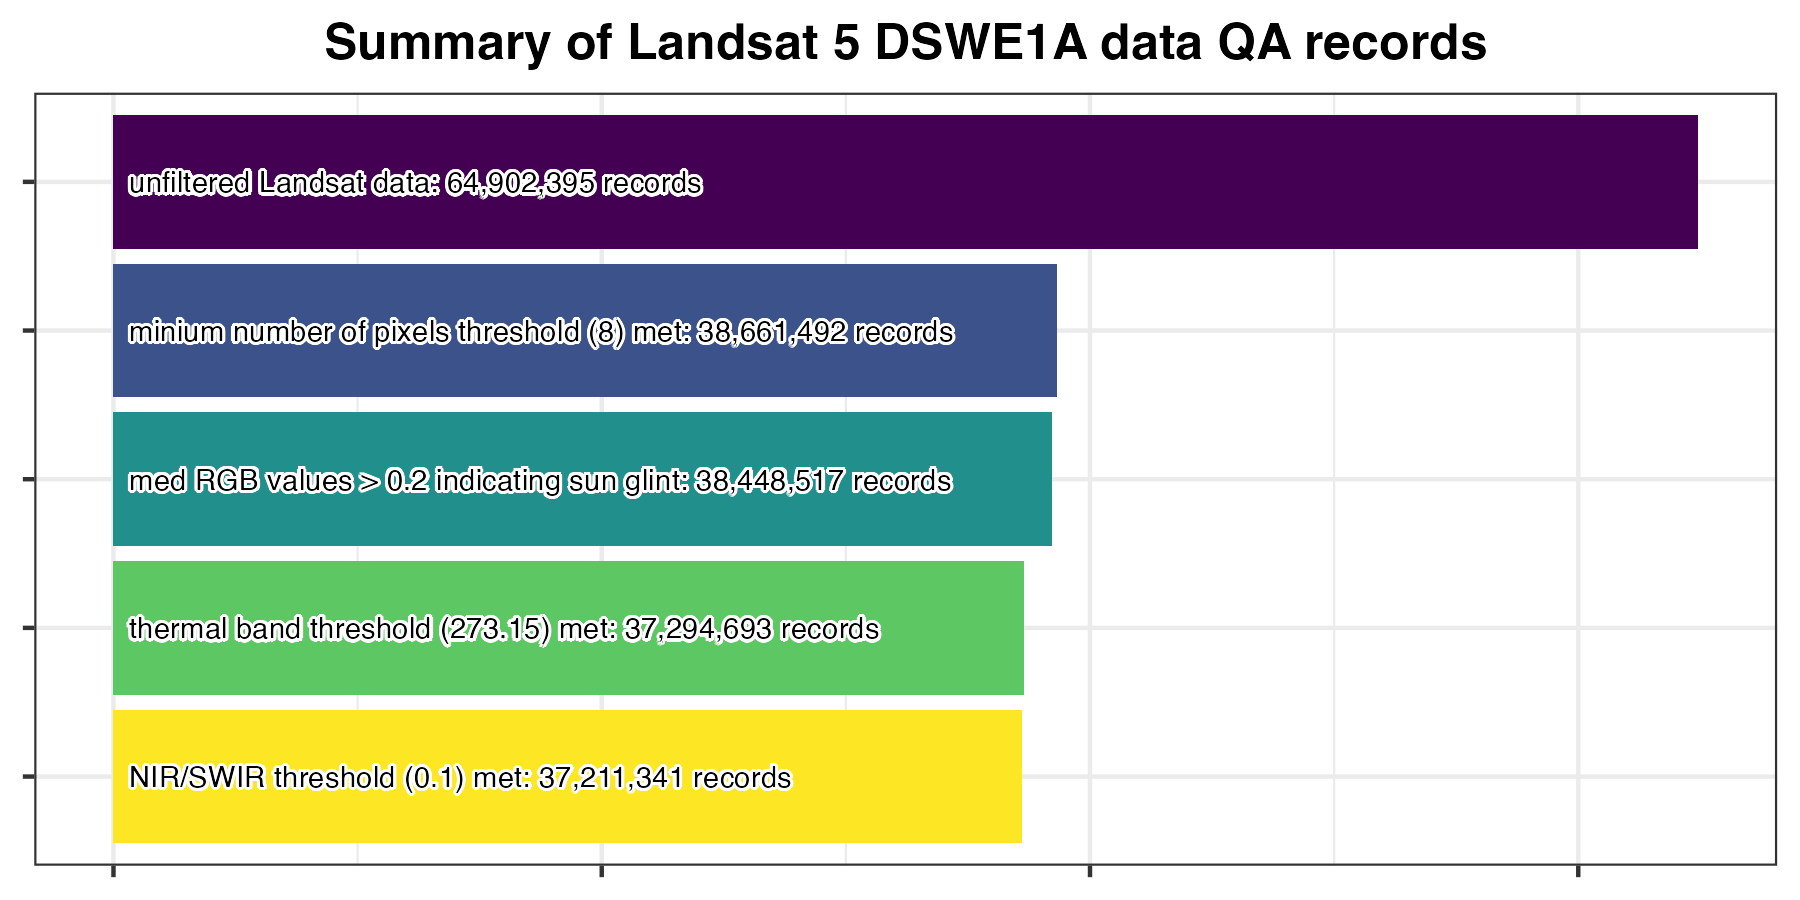 Summary of Landsat 5 DSWE1A data QA records
unfiltered Landsat data: 64,902,395 records
minium number of pixels threshold (8) met: 38,661,492 records
med RGB values > 0.2 indicating sun glint: 38,448,517 records
thermal band threshold (273.15) met: 37,294,693 records
NIR/SWIR threshold (0.1) met: 37,211,341 records